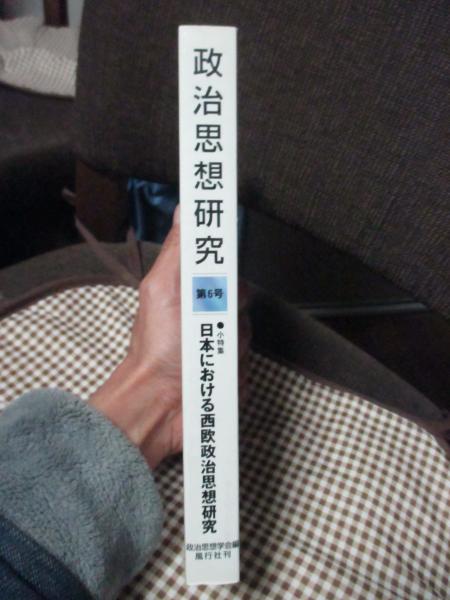 政治思想研究
第6号
●小特集
日本における西欧政治思想研究
政治思想学会編
風行社刊